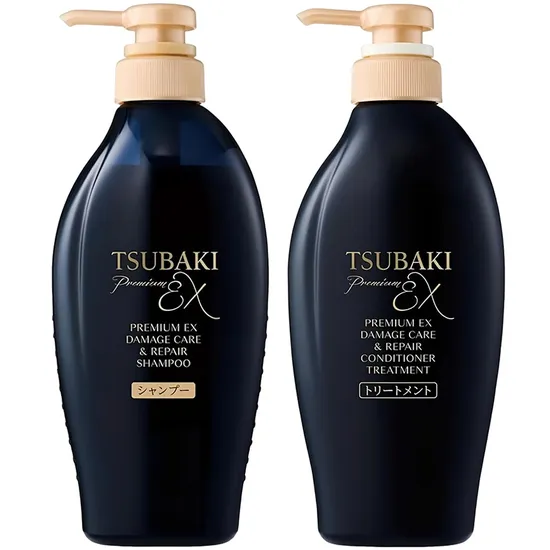 TSUBAKI
Premium
EX
PREMIUM EX
DAMAGE CARE
& REPAIR
SHAMPOO
シャンプー
TSUBAKI
Premium
EX
PREMIUM EX
DAMAGE CARE
& REPAIR
CONDITIONER
TREATMENT
トリートメント